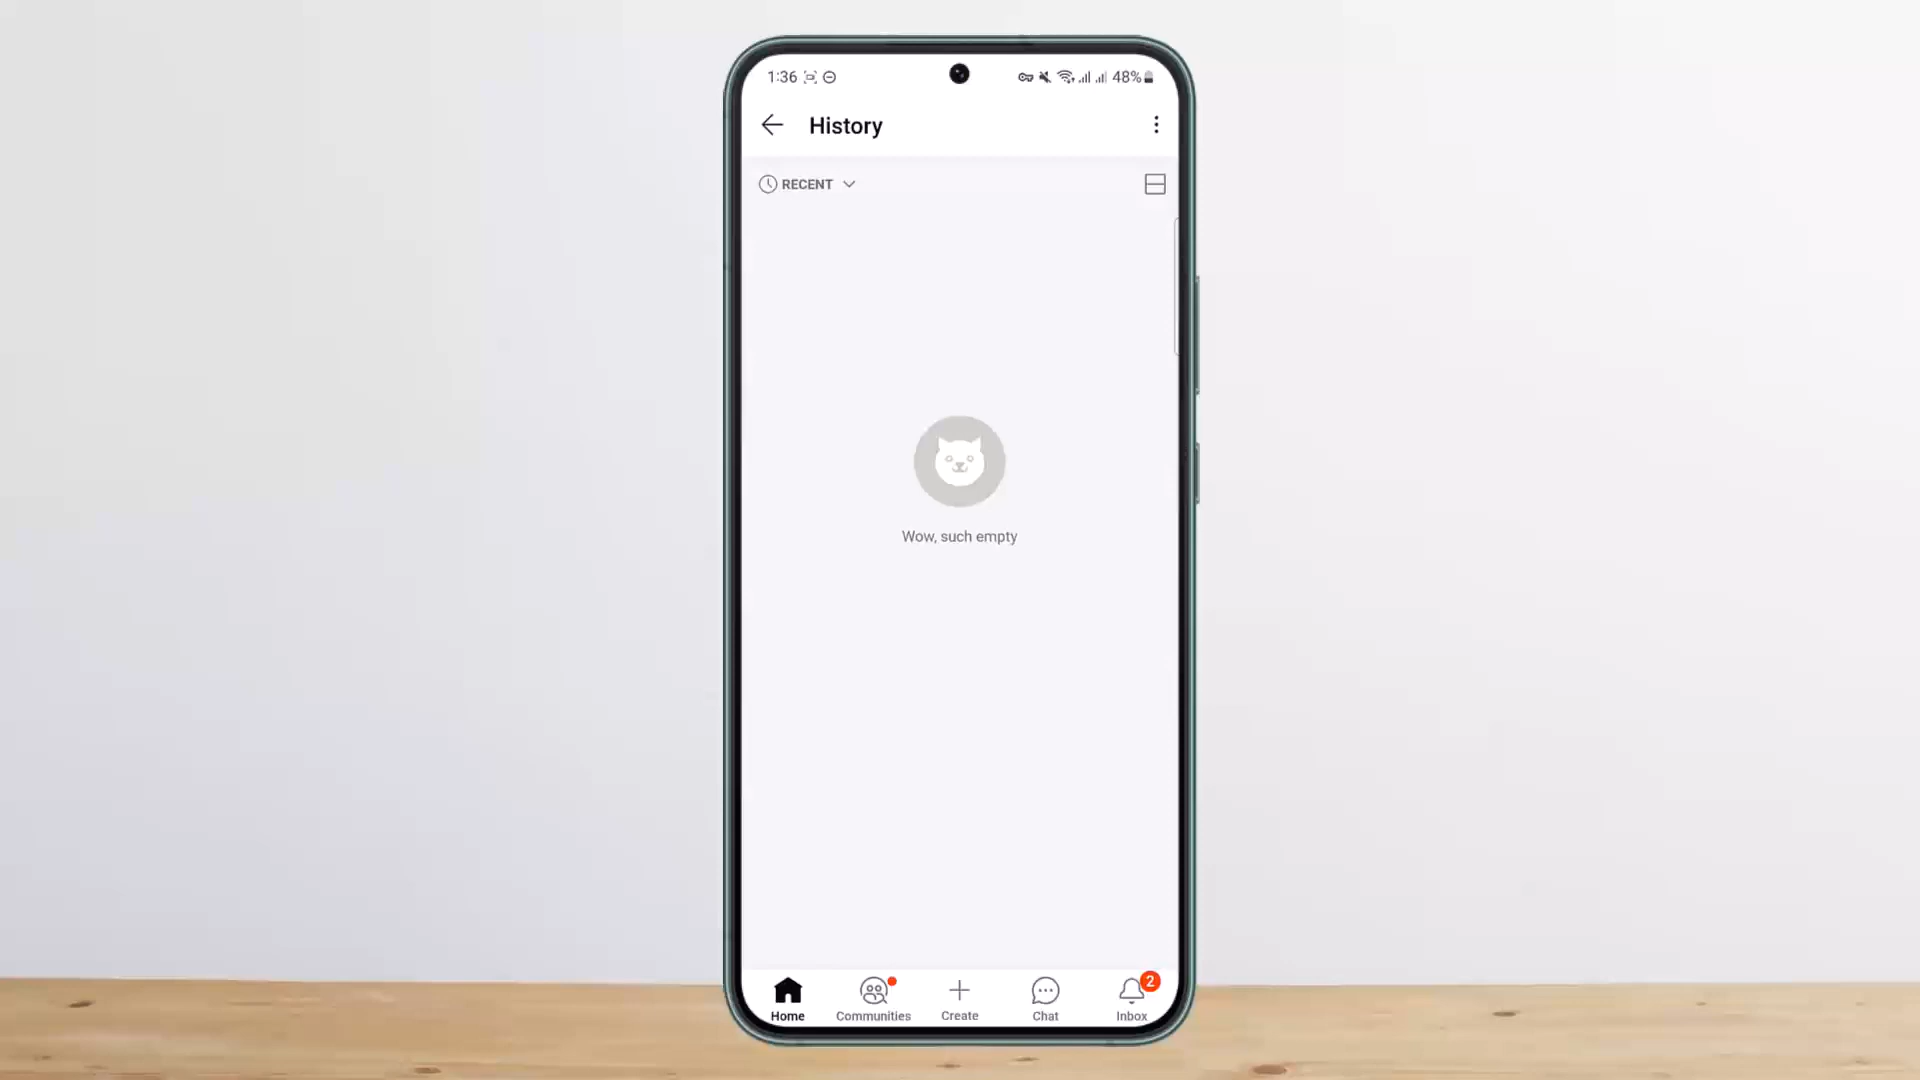 1:36 48%
History
RECENT
Wow, such empty
2
Home Communities Create Chat Inbox